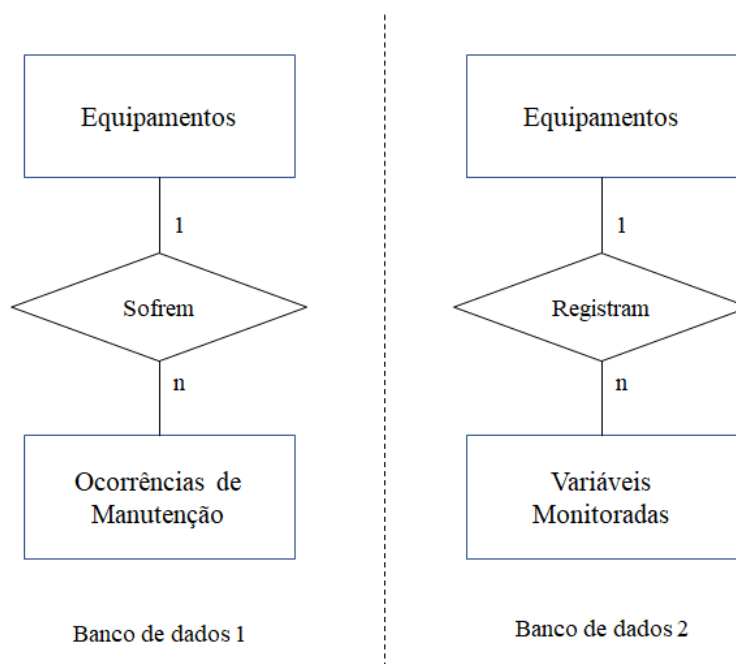 Equipamentos
1
Sofrem
n
Ocorrências de
Manutenção
Banco de dados 1
Equipamentos
1
Registram
n
Variáveis
Monitoradas
Banco de dados 2